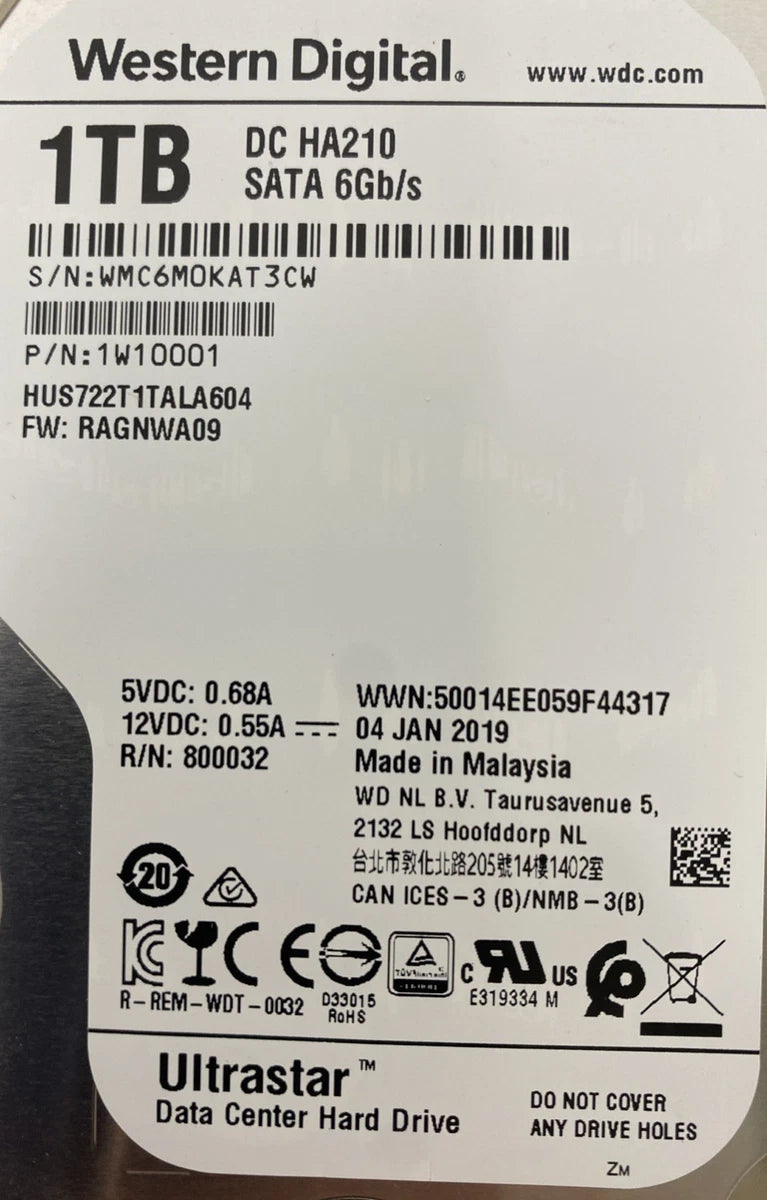 Western Digital®
www.wdc.com
1TB
DC HA210
SATA 6Gb/s
S/N:WMC6M0KAT3CW
P/N:1W10001
HUS722T1TALA604
FW: RAGNWA09
5VDC: 0.68A
12VDC: 0.55A
R/N: 800032
WWN:50014EE059F44317
04 JAN 2019
Made in Malaysia
WD NL B.V. Taurusavenue 5,
2132 LS Hoofddorp NL
台北市敦化北路205號14樓1402室
CAN ICES-3 (B)/NMB-3(B)
20
R-REM-WDT-0032
D33015
RoHS
C
US
E319334 M
Ultrastar™
Data Center Hard Drive
DO NOT COVER
ANY DRIVE HOLES
ZM